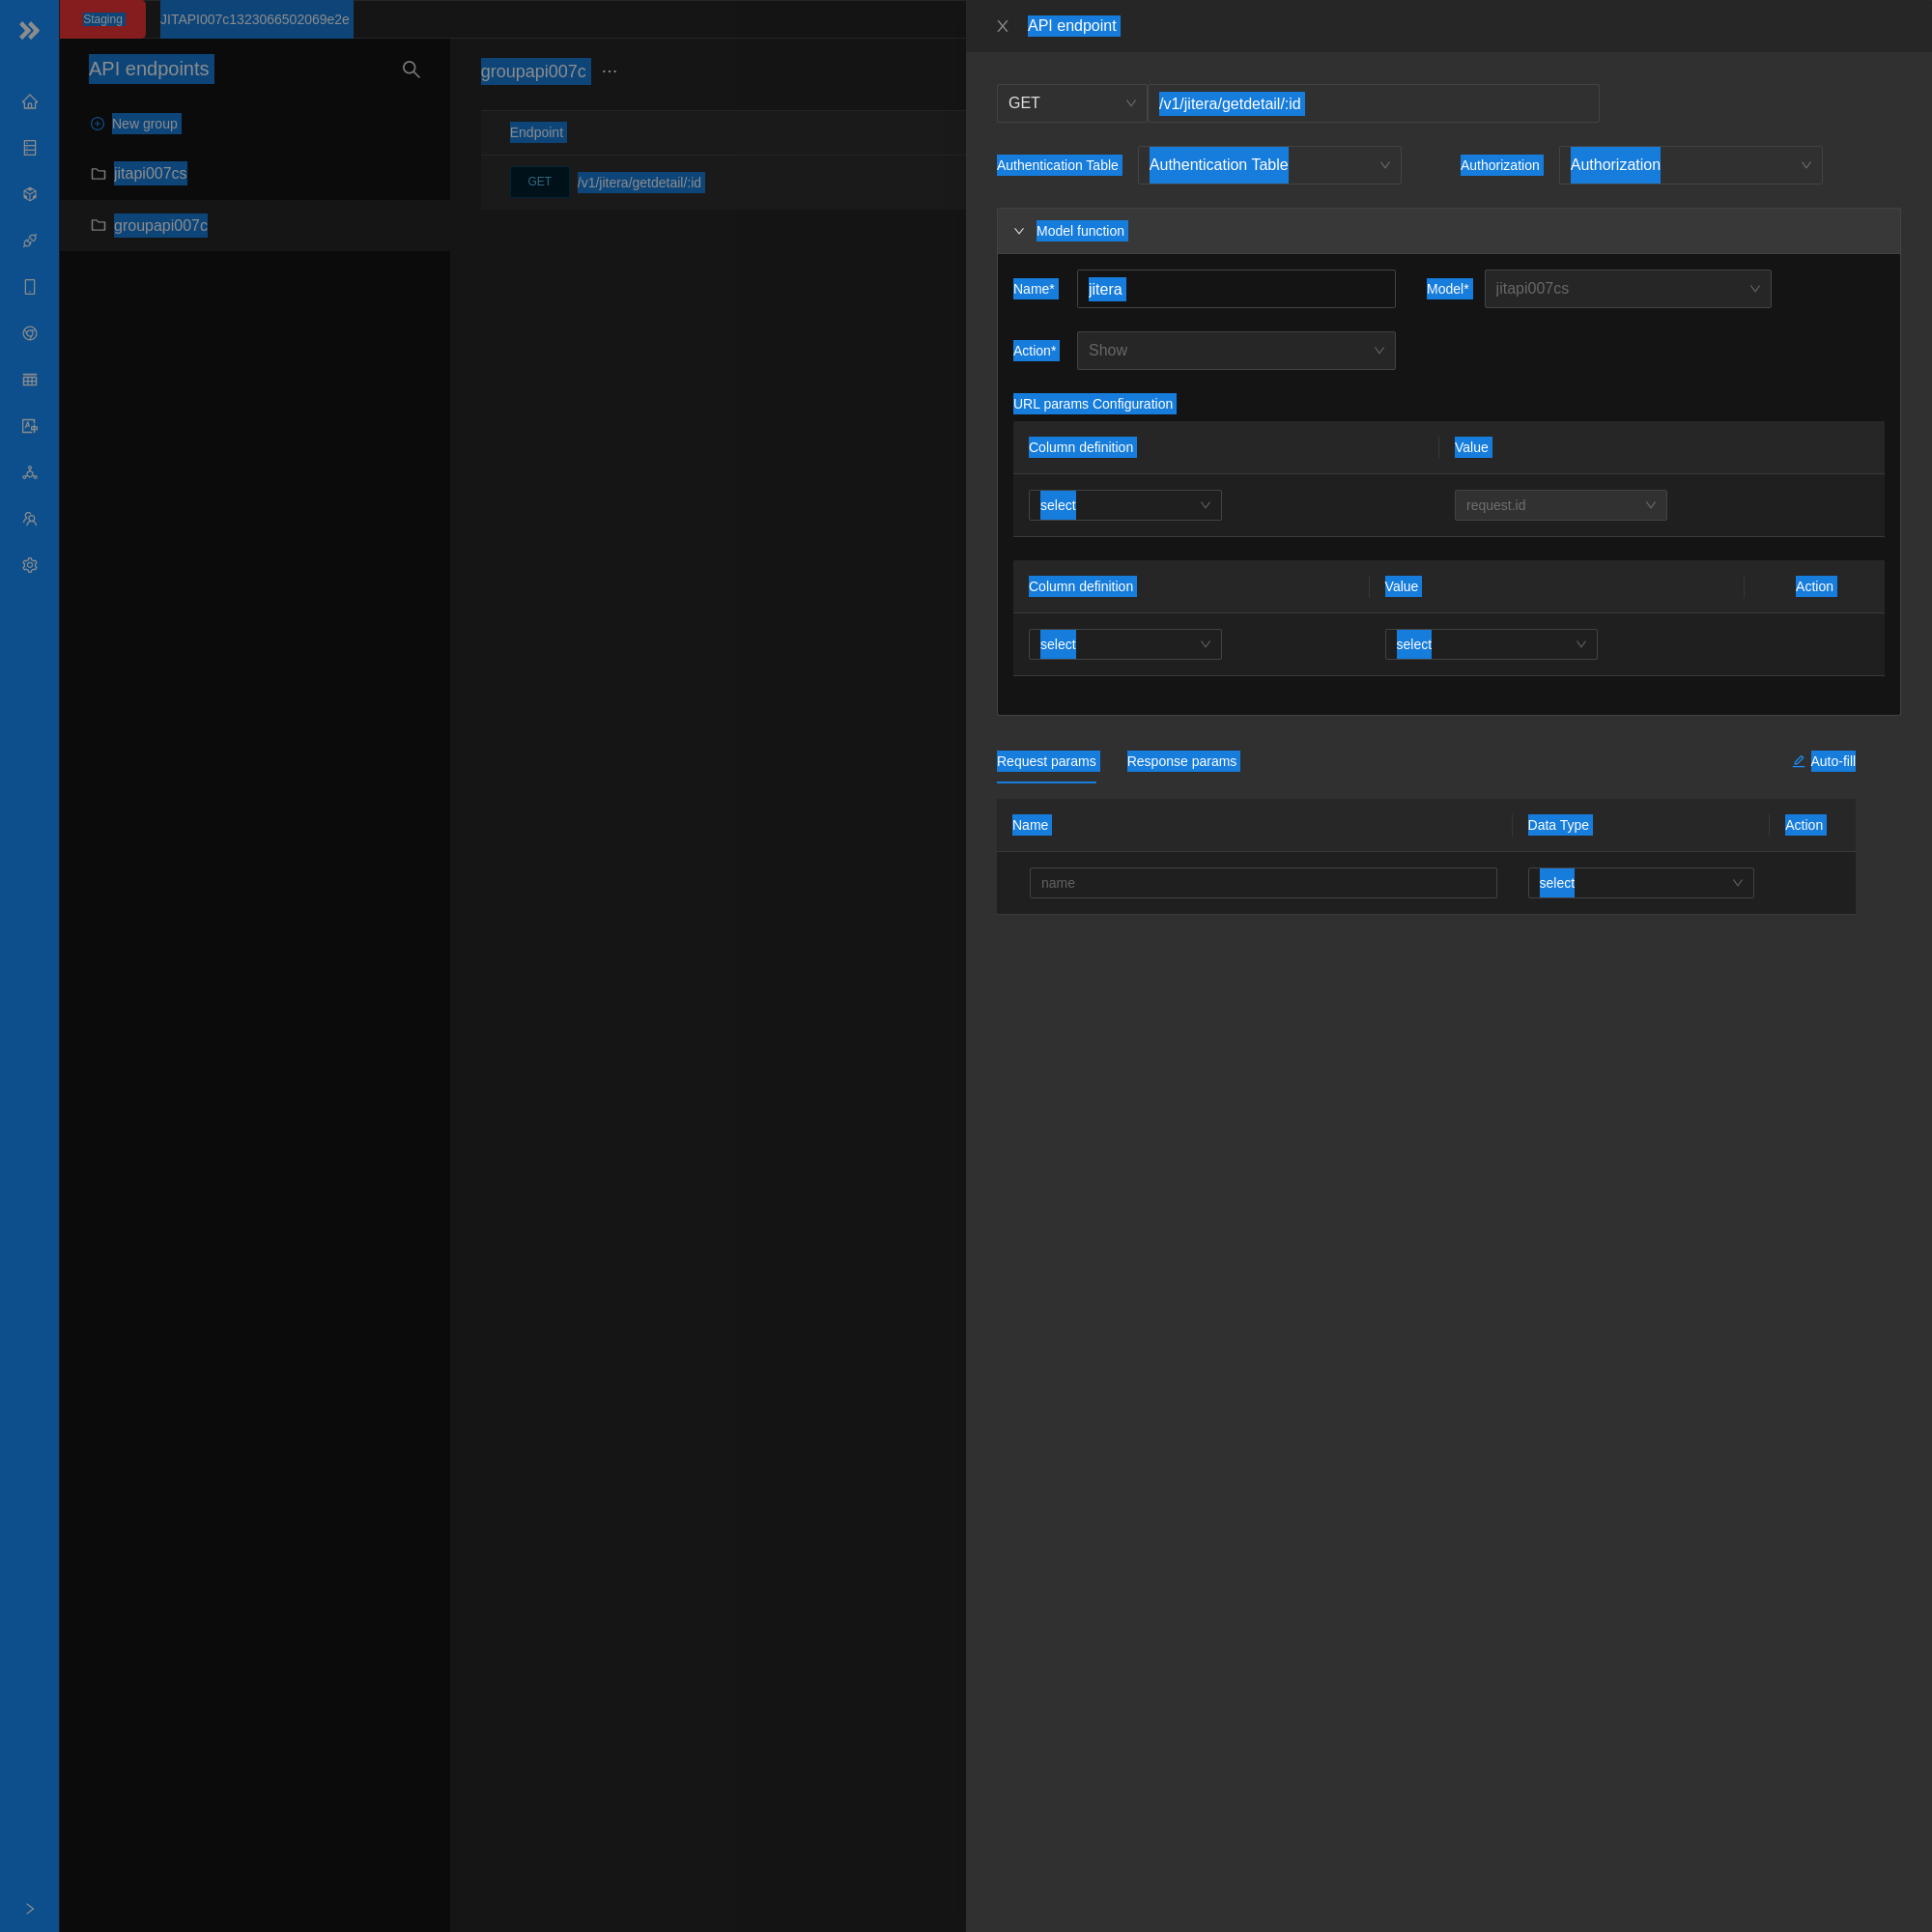 Staging JITAPI007c1323066502069e2e
API endpoints
New group
jitapi007cs
groupapi007c
groupapi007c ...
Endpoint
GET /v1/jitera/getdetail/:id
API endpoint
GET /v1/jitera/getdetail/:id
Authentication Table Authentication Table Authorization Authorization
Model function
Name* jitera Model* jitapi007cs
Action* Show
URL params Configuration
Column definition Value
select request.id
Column definition Value Action
select select
Request params Response params Auto-fill
Name Data Type Action
name select